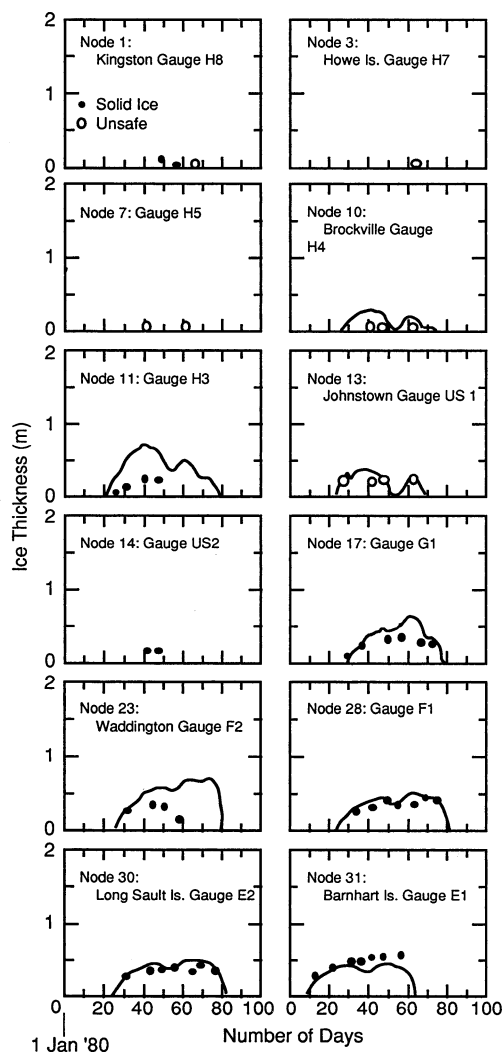 2
Node 1:
Kingston Gauge H8
Node 3:
Howe Is. Gauge H7
1
Solid Ice
Unsafe
0
2
Node 7: Gauge H5
Node 10:
Brockville Gauge
H4
1
0
2
Node 11: Gauge H3
Node 13:
Johnstown Gauge US 1
1
0
Ice Thickness (m)
2
Node 14: Gauge US2
Node 17: Gauge G1
1
0
2
Node 23:
Waddington Gauge F2
Node 28: Gauge F1
1
0
2
Node 30:
Long Sault Is. Gauge E2
Node 31:
Barnhart Is. Gauge E1
1
0
0 20 40 60 80 100 0 20 40 60 80 100
Number of Days
1 Jan '80